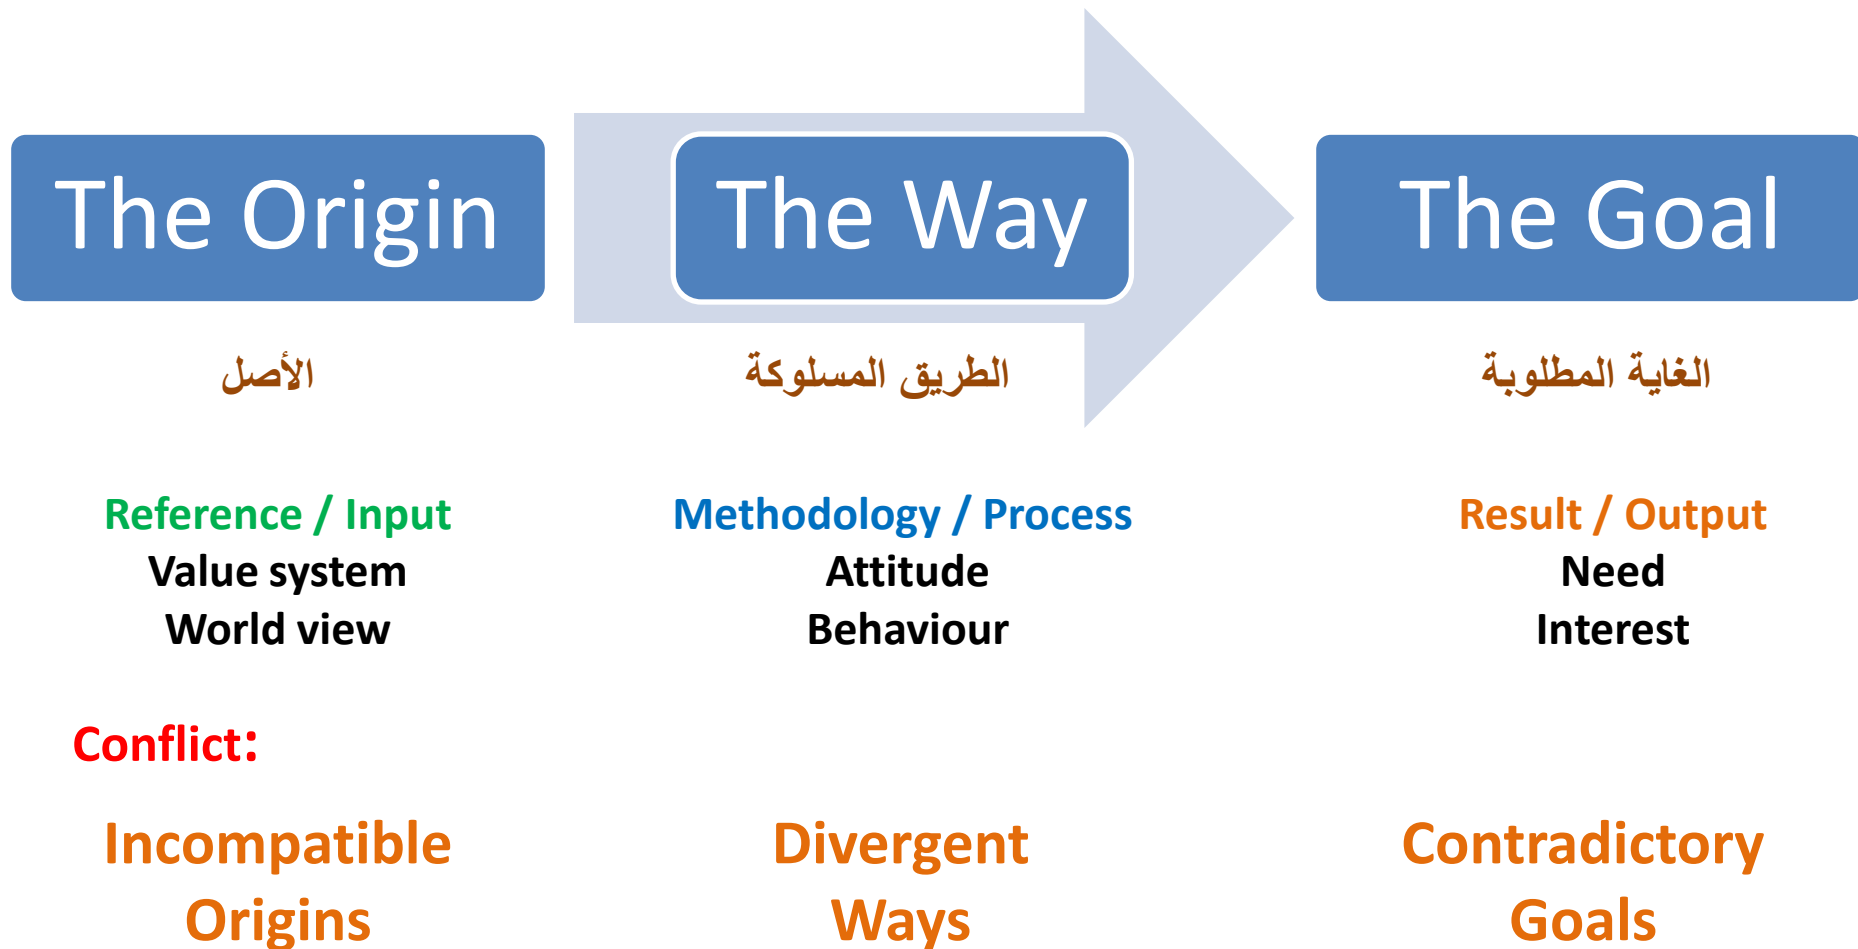 The Origin
The Way
The Goal
الأصل
الطريق المسلوكة
الغاية المطلوبة
Reference / Input
Value system
World view
Methodology / Process
Attitude
Behaviour
Result / Output
Need
Interest
Conflict:
Incompatible
Origins
Divergent
Ways
Contradictory
Goals